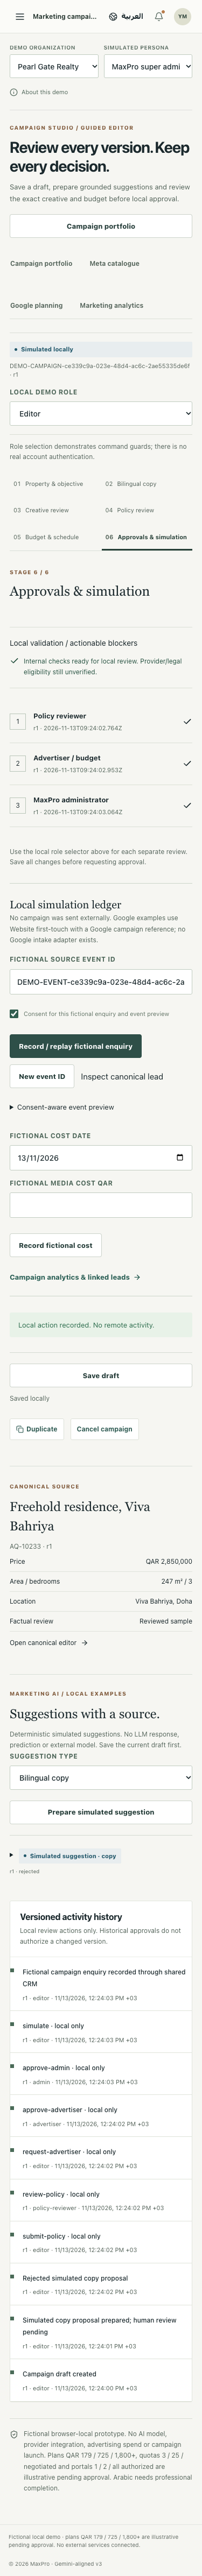 Marketing campai...
العربية
YM
DEMO ORGANIZATION
SIMULATED PERSONA
Pearl Gate Realty
MaxPro super admi
About this demo
CAMPAIGN STUDIO / GUIDED EDITOR
Review every version. Keep
every decision.
Save a draft, prepare grounded suggestions and review
the exact creative and budget before local approval.
Campaign portfolio
Campaign portfolio
Meta catalogue
Google planning
Marketing analytics
Simulated locally
DEMO-CAMPAIGN-ce339c9a-023e-48d4-ac6c-2ae55335de6f
· r1
LOCAL DEMO ROLE
Editor
Role selection demonstrates command guards; there is no
real account authentication.
01 Property & objective
02 Bilingual copy
03 Creative review
04 Policy review
05 Budget & schedule
06 Approvals & simulation
STAGE 6 / 6
Approvals & simulation
Local validation / actionable blockers
Internal checks ready for local review. Provider/legal
eligibility still unverified.
1
Policy reviewer
r1 · 2026-11-13T09:24:02.764Z
2
Advertiser / budget
r1 · 2026-11-13T09:24:02.953Z
3
MaxPro administrator
r1 · 2026-11-13T09:24:03.064Z
Use the local role selector above for each separate review.
Save all changes before requesting approval.
Local simulation ledger
No campaign was sent externally. Google examples use
Website first-touch with a Google campaign reference; no
Google intake adapter exists.
FICTIONAL SOURCE EVENT ID
DEMO-EVENT-ce339c9a-023e-48d4-ac6c-2a
Consent for this fictional enquiry and event preview
Record / replay fictional enquiry
New event ID
Inspect canonical lead
Consent-aware event preview
FICTIONAL COST DATE
13/11/2026
FICTIONAL MEDIA COST QAR
Record fictional cost
Campaign analytics & linked leads
Local action recorded. No remote activity.
Save draft
Saved locally
Duplicate
Cancel campaign
CANONICAL SOURCE
Freehold residence, Viva
Bahriya
AQ-10233 · r1
Price
QAR 2,850,000
Area / bedrooms
247 m² / 3
Location
Viva Bahriya, Doha
Factual review
Reviewed sample
Open canonical editor
MARKETING AI / LOCAL EXAMPLES
Suggestions with a source.
Deterministic simulated suggestions. No LLM response,
prediction or external model. Save the current draft first.
SUGGESTION TYPE
Bilingual copy
Prepare simulated suggestion
Simulated suggestion · copy
r1 · rejected
Versioned activity history
Local review actions only. Historical approvals do not
authorize a changed version.
Fictional campaign enquiry recorded through shared
CRM
r1 · editor · 11/13/2026, 12:24:03 PM +03
simulate · local only
r1 · editor · 11/13/2026, 12:24:03 PM +03
approve-admin · local only
r1 · admin · 11/13/2026, 12:24:03 PM +03
approve-advertiser · local only
r1 · advertiser · 11/13/2026, 12:24:02 PM +03
request-advertiser · local only
r1 · editor · 11/13/2026, 12:24:02 PM +03
review-policy · local only
r1 · policy-reviewer · 11/13/2026, 12:24:02 PM +03
submit-policy · local only
r1 · editor · 11/13/2026, 12:24:02 PM +03
Rejected simulated copy proposal
r1 · editor · 11/13/2026, 12:24:02 PM +03
Simulated copy proposal prepared; human review
pending
r1 · editor · 11/13/2026, 12:24:01 PM +03
Campaign draft created
r1 · editor · 11/13/2026, 12:24:00 PM +03
Fictional browser-local prototype. No AI model,
provider integration, advertising spend or campaign
launch. Plans QAR 179 / 725 / 1,800+, quotas 3 / 25 /
negotiated and portals 1 / 2 / all authorized are
illustrative pending approval. Arabic needs professional
completion.
Fictional local demo · plans QAR 179 / 725 / 1,800+ are illustrative
pending approval. no external services connected.
© 2026 MaxPro · Gemini-aligned v3